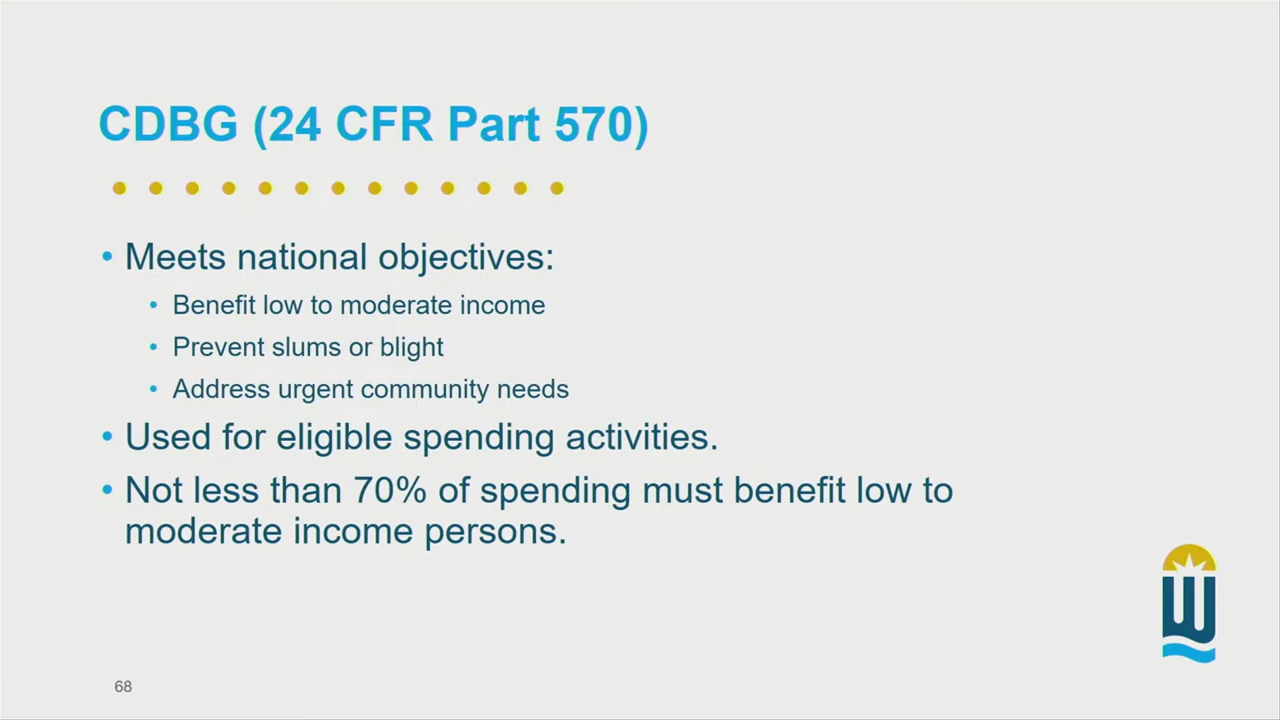 CDBG (24 CFR Part 570)
• Meets national objectives:
• Benefit low to moderate income
• Prevent slums or blight
• Address urgent community needs
• Used for eligible spending activities.
• Not less than 70% of spending must benefit low to
moderate income persons.
68